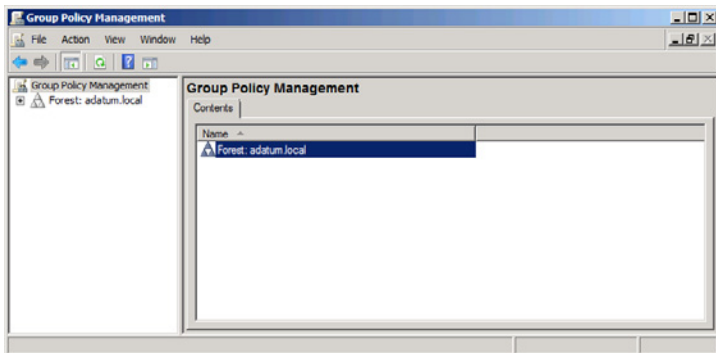 Group Policy Management
File Action View Window Help
Group Policy Management
Forest: adatum.local
Group Policy Management
Contents
Name
Forest: adatum.local